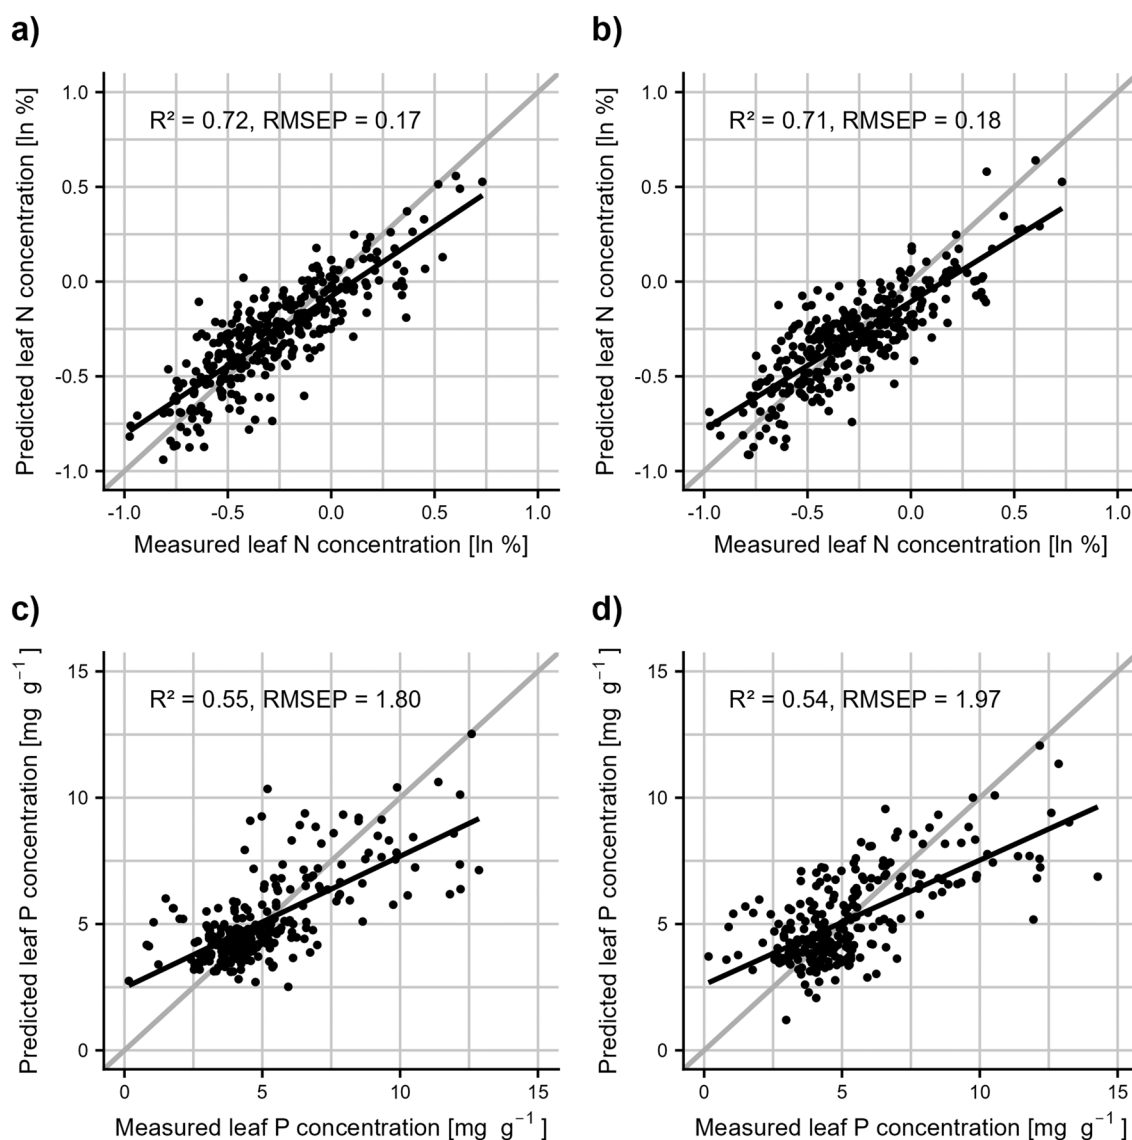 a)
Predicted leaf N concentration [ln %]
1.0
0.5
0.0
-0.5
-1.0
R² = 0.72, RMSEP = 0.17
-1.0 -0.5 0.0 0.5 1.0
Measured leaf N concentration [ln %]
b)
Predicted leaf N concentration [ln %]
1.0
0.5
0.0
-0.5
-1.0
R² = 0.71, RMSEP = 0.18
-1.0 -0.5 0.0 0.5 1.0
Measured leaf N concentration [ln %]
c)
Predicted leaf P concentration [mg g⁻¹ ]
15
10
5
0
R² = 0.55, RMSEP = 1.80
0 5 10 15
Measured leaf P concentration [mg g⁻¹ ]
d)
Predicted leaf P concentration [mg g⁻¹ ]
15
10
5
0
R² = 0.54, RMSEP = 1.97
0 5 10 15
Measured leaf P concentration [mg g⁻¹ ]